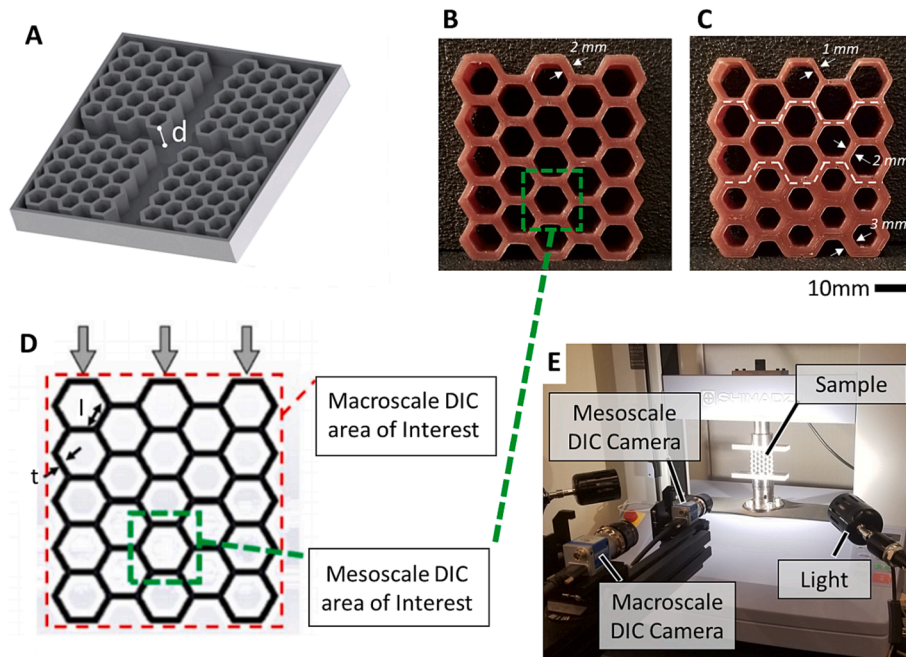 A
d
B
2 mm
C
1 mm
2 mm
3 mm
10mm
D
l
t
Macroscale DIC
area of Interest
Mesoscale DIC
area of Interest
E
SHIMADZ
Sample
Mesoscale
DIC Camera
Light
Macroscale
DIC Camera